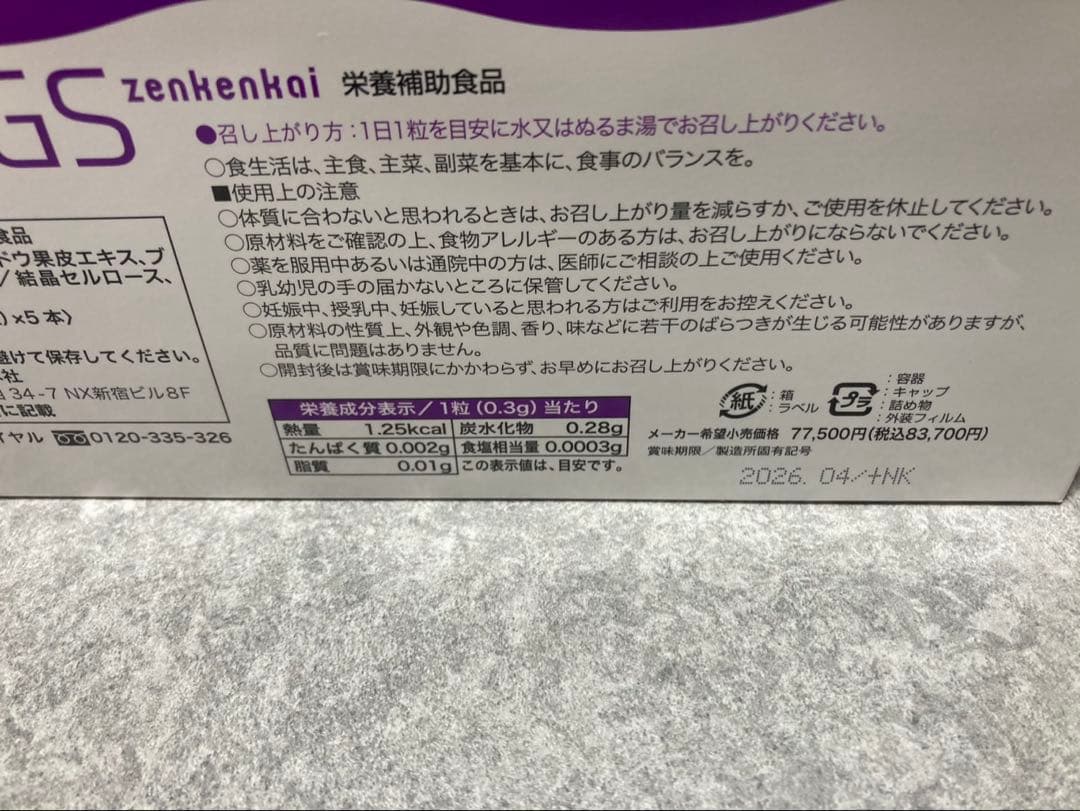 GS zenkenkai 栄養補助食品
●召し上がり方：1日1粒を目安に水又はぬるま湯でお召し上がりください。
○食生活は、主食、主菜、副菜を基本に、食事のバランスを。
■使用上の注意
○体質に合わないと思われるときは、お召し上がり量を減らすか、ご使用を休止してください。
○原材料をご確認の上、食物アレルギーのある方は、お召し上がりにならないでください。
○薬を服用中あるいは通院中の方は、医師にご相談の上ご使用ください。
○乳幼児の手の届かないところに保管してください。
○妊娠中、授乳中、妊娠していると思われる方はご利用をお控えください。
○原材料の性質上、外観や色調、香り、味などに若干のばらつきが生じる可能性がありますが、
品質に問題はありません。
○開封後は賞味期限にかかわらず、お早めにお召し上がりください。
食品
ドウ果皮エキス、ブ
/ 結晶セルロース、
)×5本〉
避けて保存してください。
社
34-7 NX新宿ビル8F
に記載
イヤル 0120-335-326
栄養成分表示／1粒（0.3g）当たり
熱量 1.25kcal 炭水化物 0.28g
たんぱく質 0.002g 食塩相当量 0.0003g
脂質 0.01g この表示値は、目安です。
紙 ：箱
：ラベル
プラ ：容器
：キャップ
：詰め物
：外装フィルム
メーカー希望小売価格 77,500円（税込83,700円）
賞味期限／製造所固有記号
2026. 04/+NK